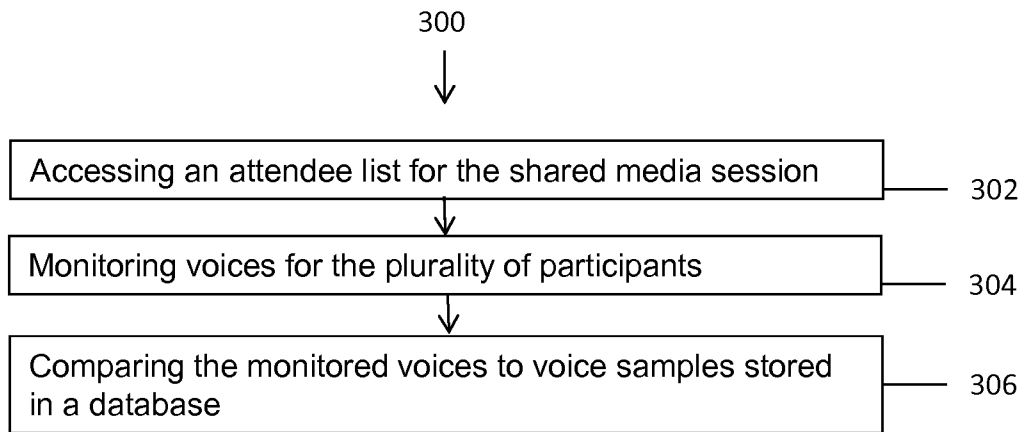 300
Accessing an attendee list for the shared media session
302
Monitoring voices for the plurality of participants
304
Comparing the monitored voices to voice samples stored
in a database
306